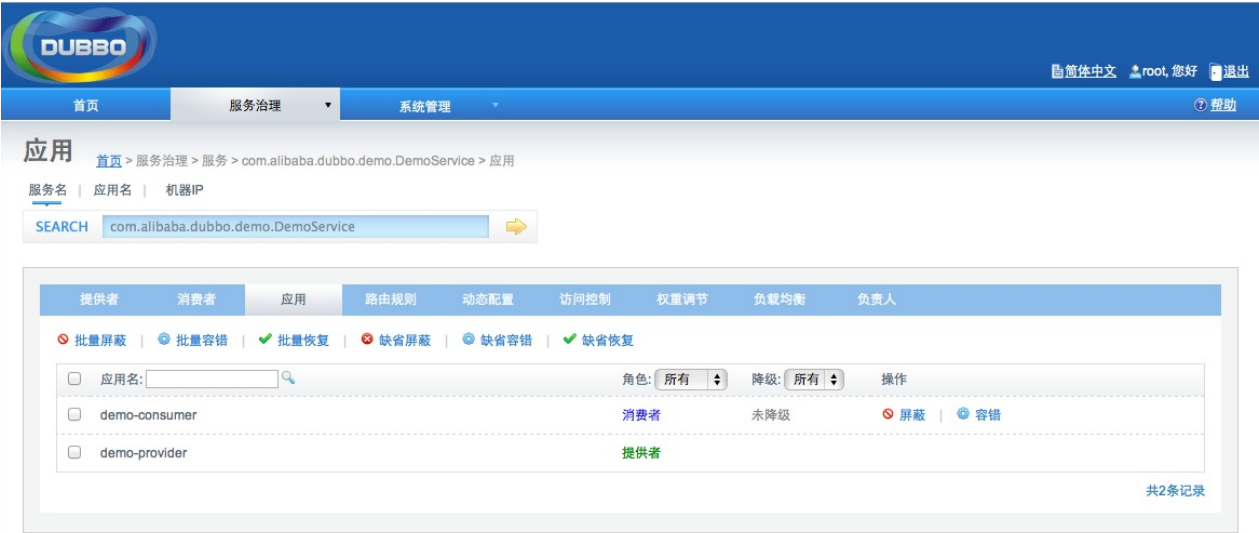 DUBBO
简体中文 root, 您好 退出
首页 服务治理 系统管理 帮助
应用 首页 > 服务治理 > 服务 > com.alibaba.dubbo.demo.DemoService > 应用
服务名 | 应用名 | 机器IP
SEARCH com.alibaba.dubbo.demo.DemoService
提供者 消费者 应用 路由规则 动态配置 访问控制 权重调节 负载均衡 负责人
批量屏蔽 | 批量容错 | 批量恢复 | 缺省屏蔽 | 缺省容错 | 缺省恢复
应用名: 角色: 所有 降级: 所有 操作
demo-consumer 消费者 未降级 屏蔽 | 容错
demo-provider 提供者
共2条记录